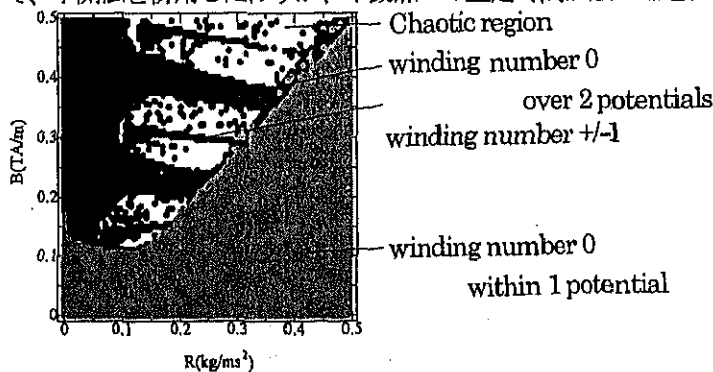 Chaotic region
winding number 0
over 2 potentials
winding number +/-1
winding number 0
within 1 potential
B(TA/m)
0.5
0.4
0.3
0.2
0.1
0
0 0.1 0.2 0.3 0.4 0.5
R(kg/ms²)